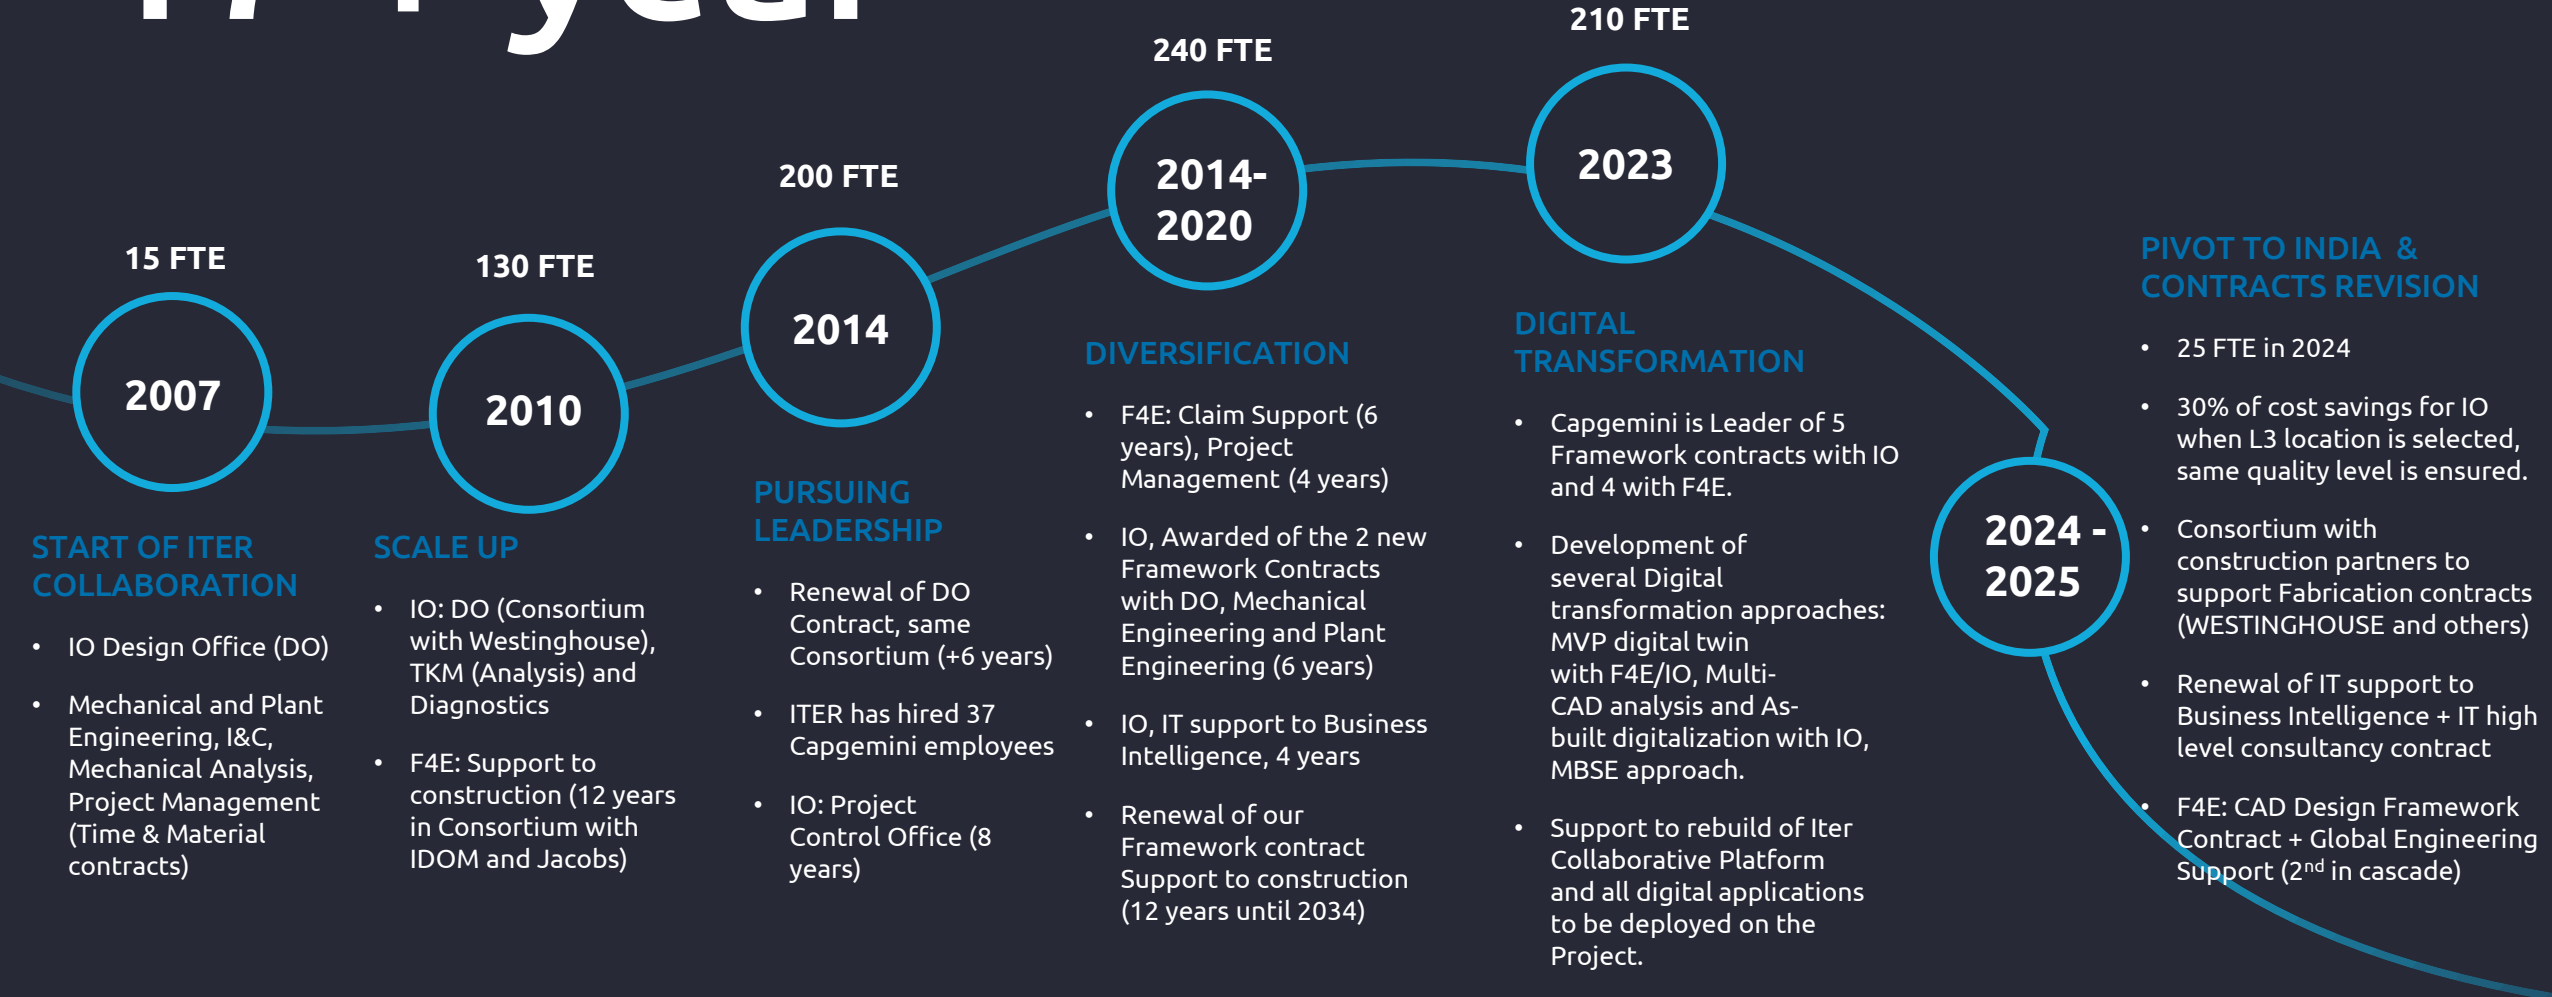 15 FTE
2007
START OF ITER
COLLABORATION
• IO Design Office (DO)
• Mechanical and Plant
Engineering, I&C,
Mechanical Analysis,
Project Management
(Time & Material
contracts)
130 FTE
2010
SCALE UP
• IO: DO (Consortium
with Westinghouse),
TKM (Analysis) and
Diagnostics
• F4E: Support to
construction (12 years
in Consortium with
IDOM and Jacobs)
200 FTE
2014
PURSUING
LEADERSHIP
• Renewal of DO
Contract, same
Consortium (+6 years)
• ITER has hired 37
Capgemini employees
• IO: Project
Control Office (8
years)
240 FTE
2014-
2020
DIVERSIFICATION
• F4E: Claim Support (6
years), Project
Management (4 years)
• IO, Awarded of the 2 new
Framework Contracts
with DO, Mechanical
Engineering and Plant
Engineering (6 years)
• IO, IT support to Business
Intelligence, 4 years
• Renewal of our
Framework contract
Support to construction
(12 years until 2034)
210 FTE
2023
DIGITAL
TRANSFORMATION
• Capgemini is Leader of 5
Framework contracts with IO
and 4 with F4E.
• Development of
several Digital
transformation approaches:
MVP digital twin
with F4E/IO, Multi-
CAD analysis and As-
built digitalization with IO,
MBSE approach.
• Support to rebuild of Iter
Collaborative Platform
and all digital applications
to be deployed on the
Project.
2024 -
2025
PIVOT TO INDIA &
CONTRACTS REVISION
• 25 FTE in 2024
• 30% of cost savings for IO
when L3 location is selected,
same quality level is ensured.
• Consortium with
construction partners to
support Fabrication contracts
(WESTINGHOUSE and others)
• Renewal of IT support to
Business Intelligence + IT high
level consultancy contract
• F4E: CAD Design Framework
Contract + Global Engineering
Support (2nd in cascade)